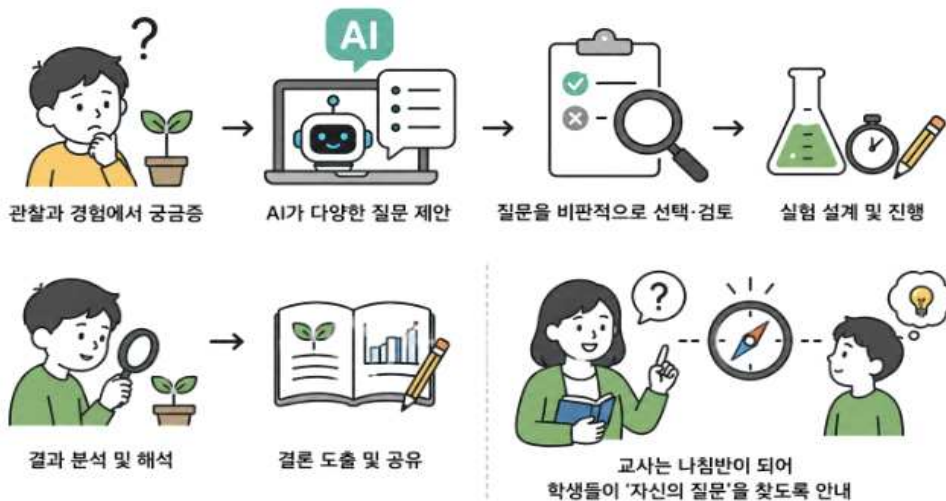 ?
AI
관찰과 경험에서 궁금증
AI가 다양한 질문 제안
질문을 비판적으로 선택·검토
실험 설계 및 진행
?
결과 분석 및 해석
결론 도출 및 공유
교사는 나침반이 되어
학생들이 '자신의 질문'을 찾도록 안내